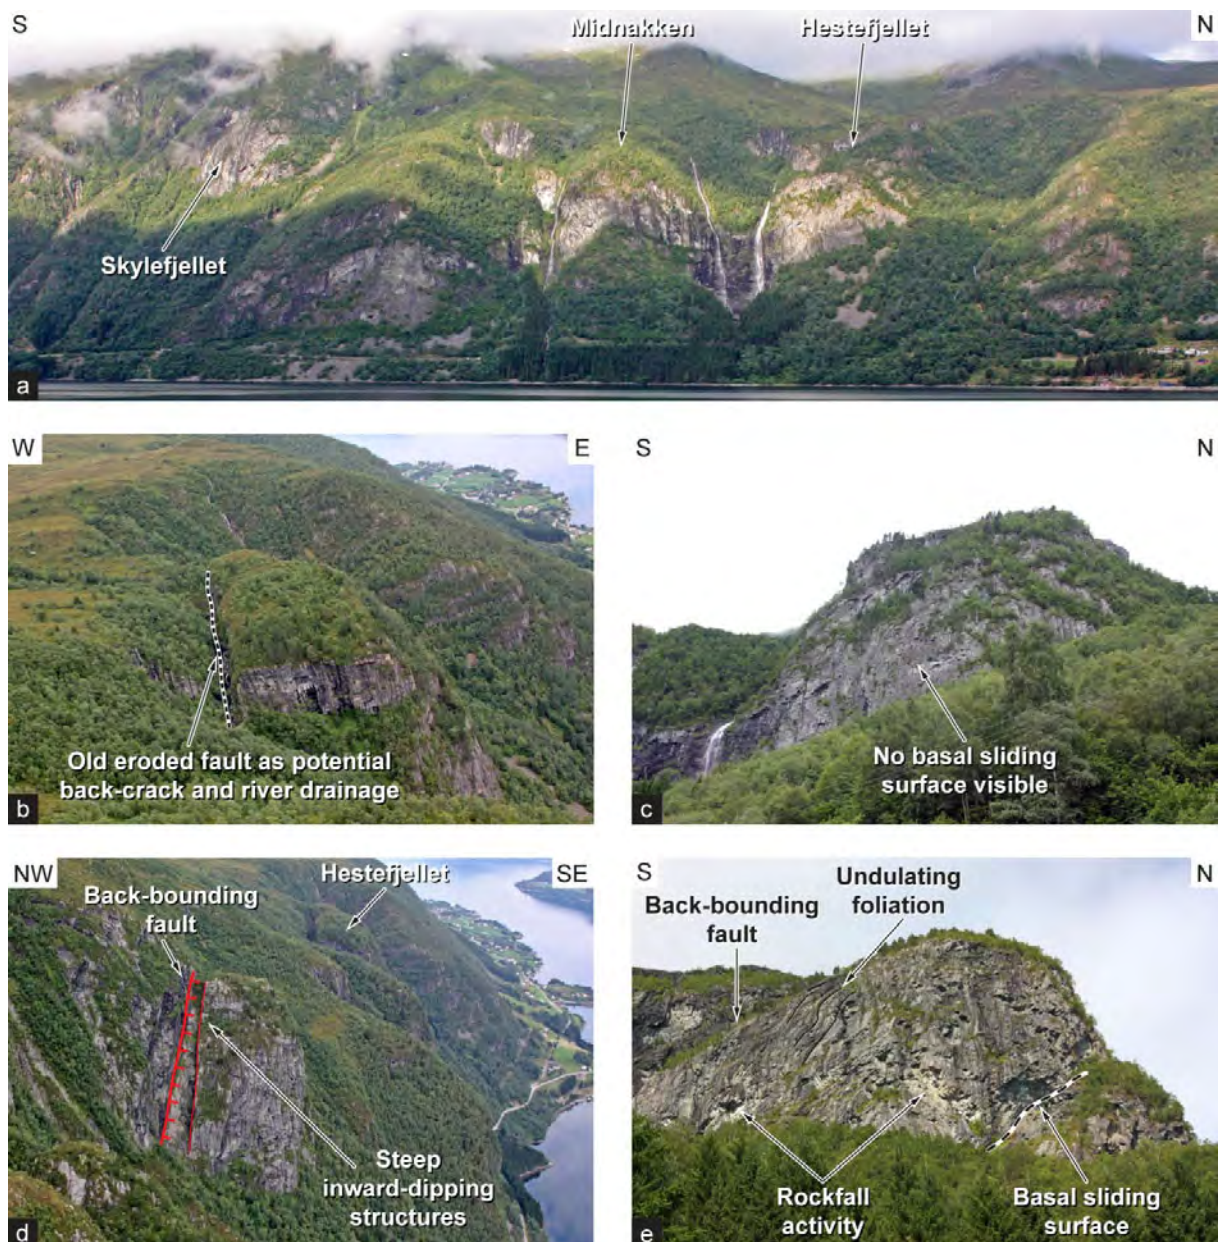 S
Midnakken
Hestefjellet
N
Skylefjellet
a
W
E
Old eroded fault as potential
back-crack and river drainage
b
S
N
No basal sliding
surface visible
c
NW
SE
Back-bounding
fault
Hestefjellet
Steep
inward-dipping
structures
d
S
N
Back-bounding
fault
Undulating
foliation
Rockfall
activity
Basal sliding
surface
e